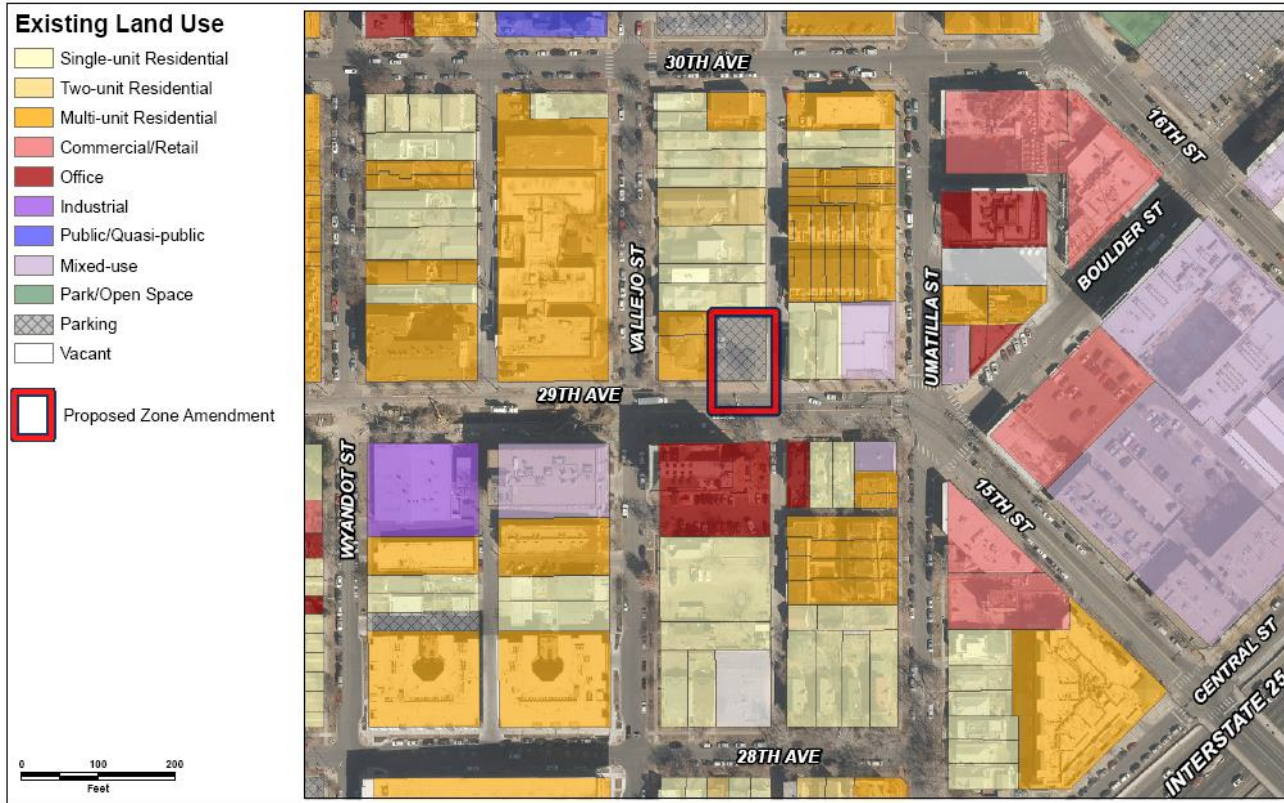 Existing Land Use
Single-unit Residential
Two-unit Residential
Multi-unit Residential
Commercial/Retail
Office
Industrial
Public/Quasi-public
Mixed-use
Park/Open Space
Parking
Vacant
Proposed Zone Amendment
0 100 200
Feet
30TH AVE
16TH ST
BOULDER ST
VALLEJO ST
UMATILLA ST
29TH AVE
WYANDOT ST
15TH ST
CENTRAL ST
INTERSTATE 25
28TH AVE